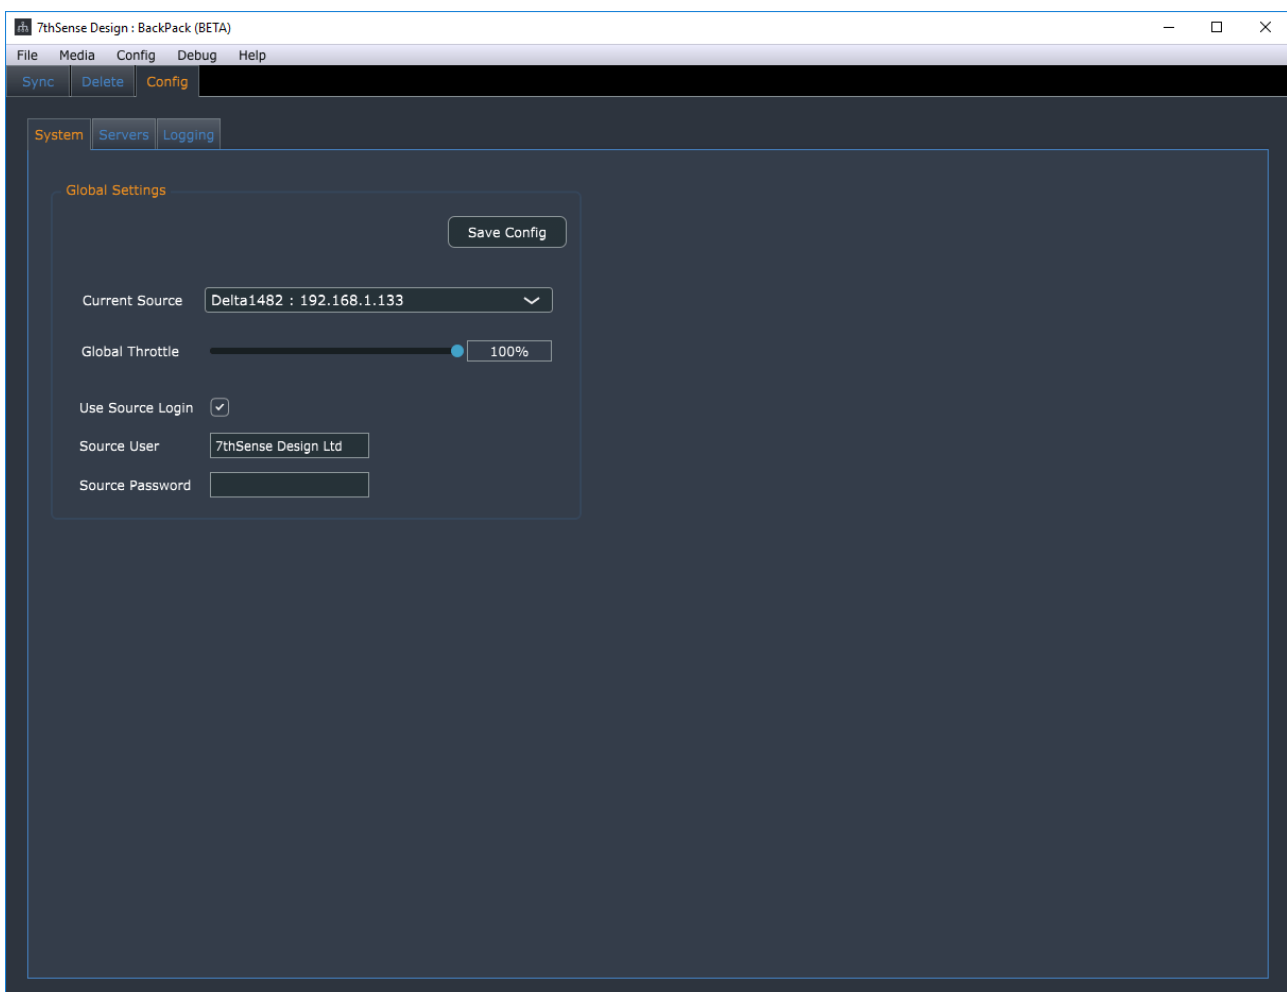 7thSense Design : BackPack (BETA)
File Media Config Debug Help
Sync Delete Config
System Servers Logging
Global Settings
Save Config
Current Source Delta1482 : 192.168.1.133
Global Throttle 100%
Use Source Login
Source User 7thSense Design Ltd
Source Password